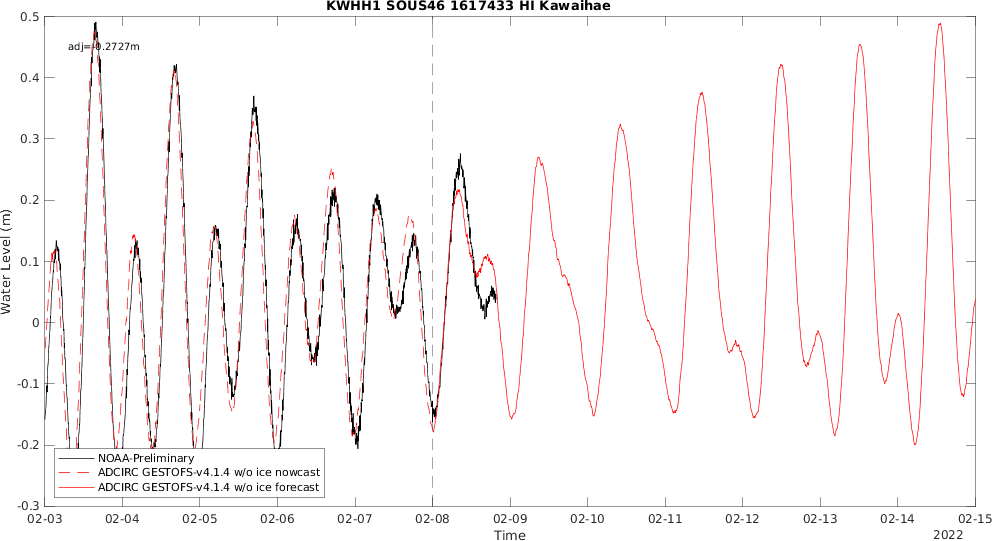 KWHH1 SOUS46 1617433 HI Kawaihae
adj=-0.2727m
0.5
0.4
0.3
0.2
0.1
0
-0.1
-0.2
-0.3
Water Level (m)
NOAA-Preliminary
ADCIRC GESTOFS-v4.1.4 w/o ice nowcast
ADCIRC GESTOFS-v4.1.4 w/o ice forecast
02-03 02-04 02-05 02-06 02-07 02-08 02-09 02-10 02-11 02-12 02-13 02-14 02-15
Time
2022